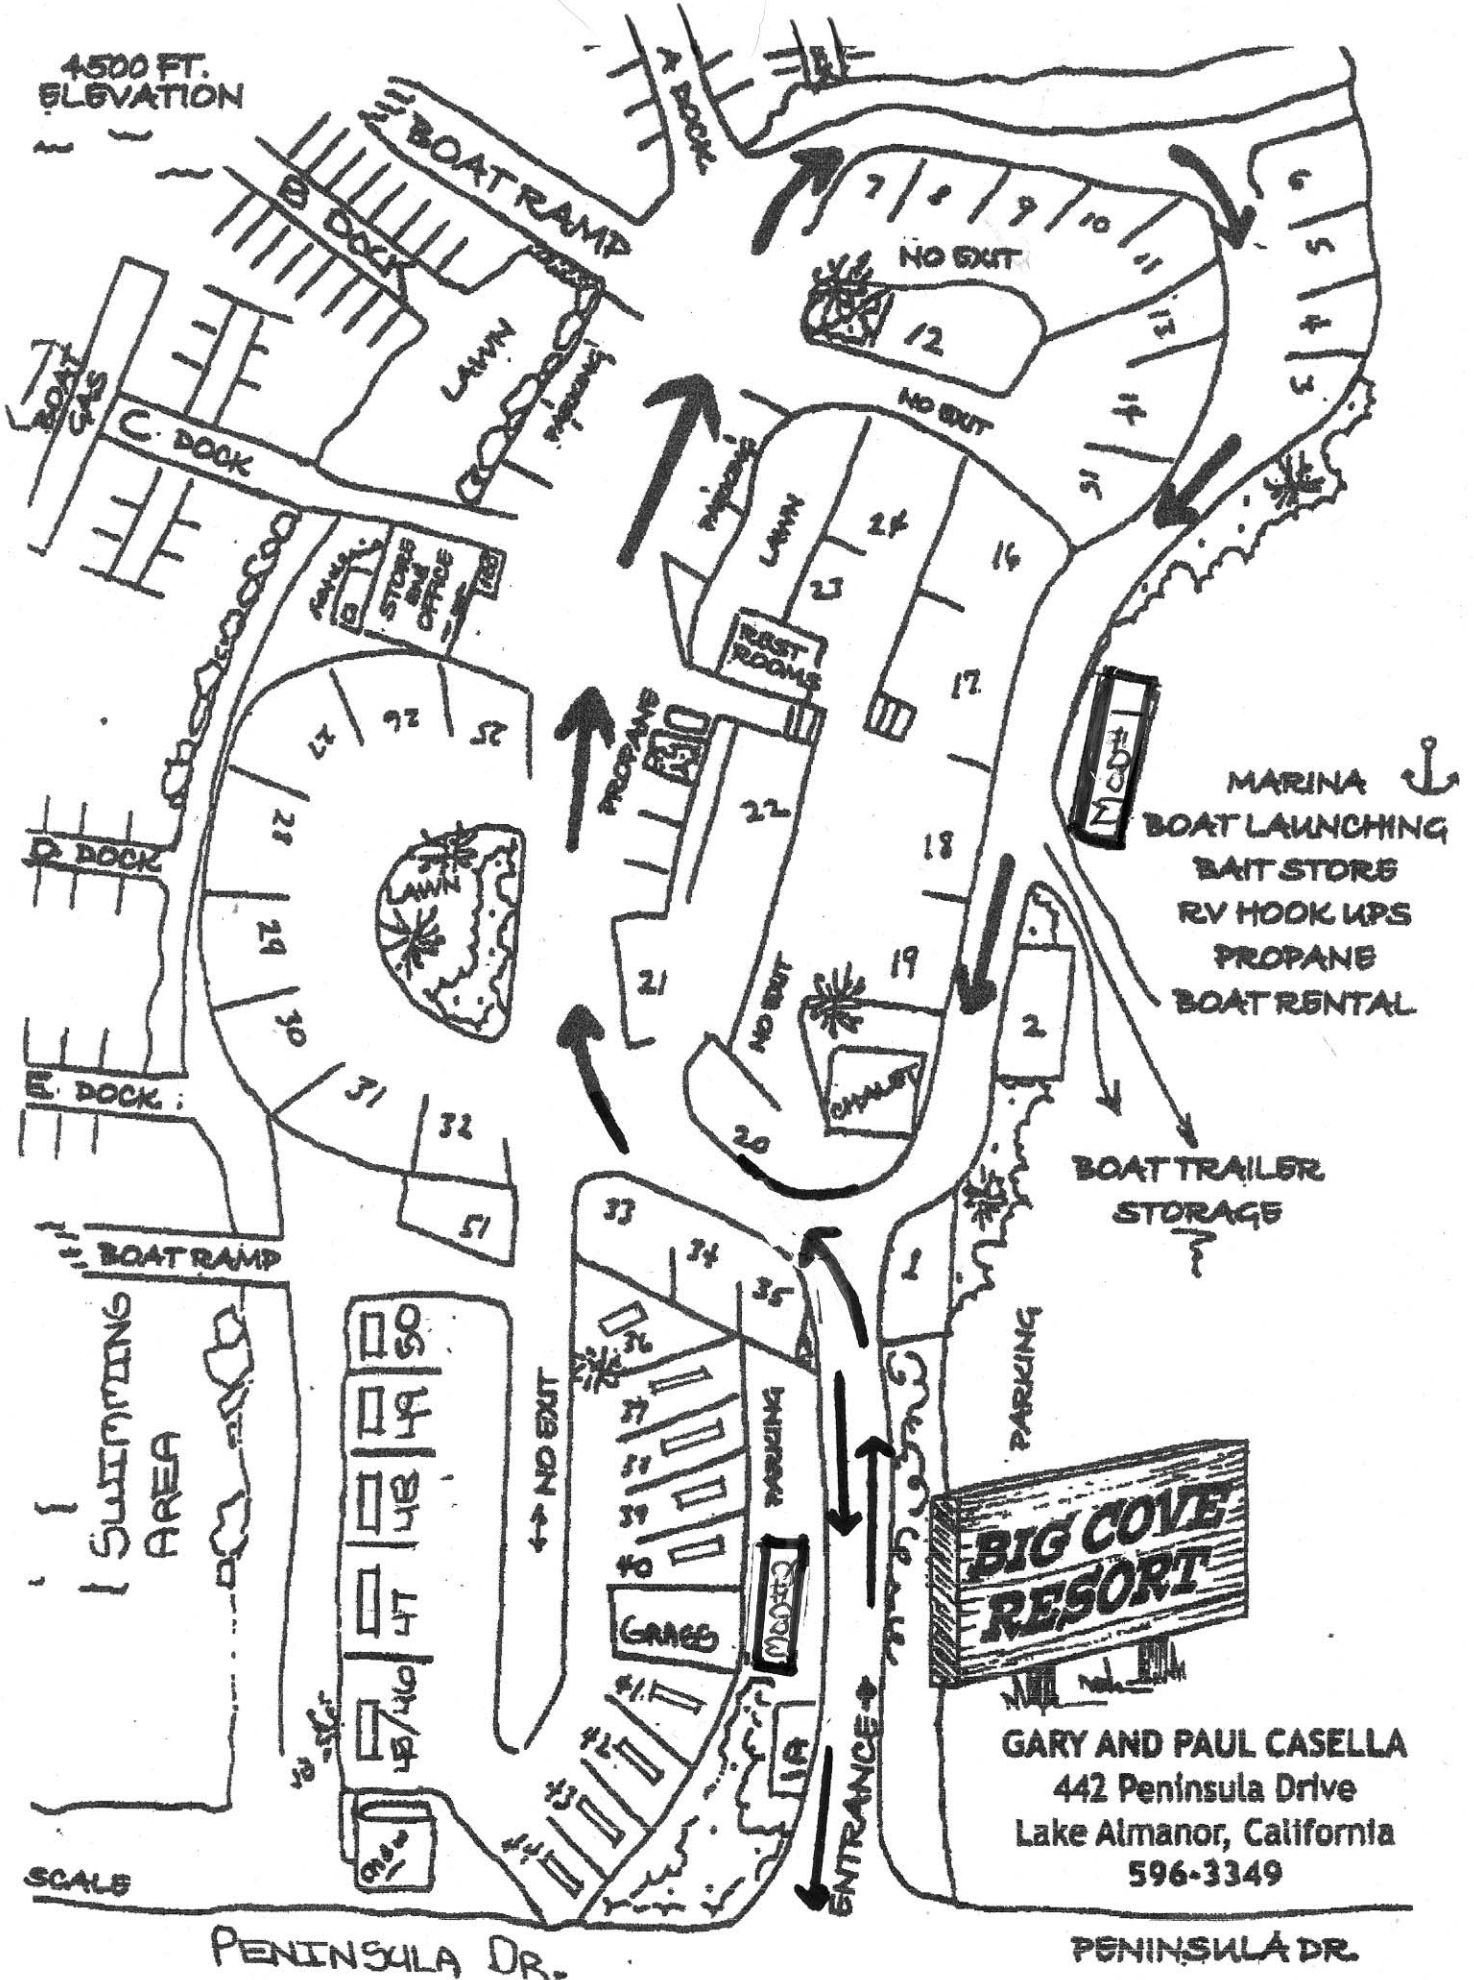 4500 FT.
ELEVATION
A DOCK
BOAT RAMP
B DOCK
LAWN
PARKING
BOAT
GAS
C. DOCK
STORE
and
OFFICE
7
8
9
10
11
NO EXIT
12
13
14
15
NO EXIT
6
5
4
3
PARKING
LAWN
24
23
16
17
REST
ROOMS
25
26
27
28
29
30
31
32
51
LAWN
PROPANE
22
21
18
19
NO EXIT
CHALET
20
2
1
D. DOCK
E. DOCK
BOAT RAMP
SWIMMING
AREA
MARINA
BOAT LAUNCHING
BAIT STORE
RV HOOK UPS
PROPANE
BOAT RENTAL
BOAT TRAILER
STORAGE
PARKING
33
34
35
36
37
38
39
40
GRASS
41
42
43
44
50
49
48
47
45/46
NO EXIT
PARKING
1A
ENTRANCE
BIG COVE
RESORT
GARY AND PAUL CASELLA
442 Peninsula Drive
Lake Almanor, California
596-3349
SCALE
PENINSULA DR.
PENINSULA DR.